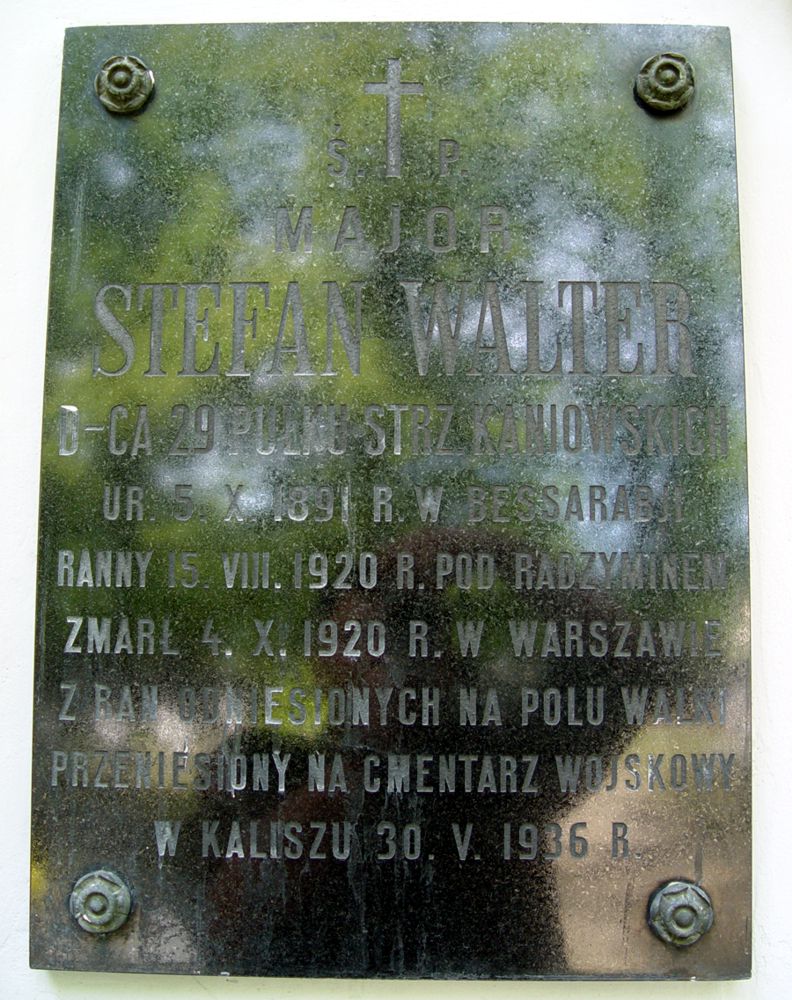 Ś. P.
MAJOR
STEFAN WALTER
D-CA 29 PUŁKU STRZ. KANIOWSKICH
UR. 5. X. 1891 R. W BESSARABJI
RANNY 15. VIII. 1920 R. POD RADZYMINEM
ZMARŁ 4. X. 1920 R. W WARSZAWIE
Z RAN ODNIESIONYCH NA POLU WALKI
PRZENIESIONY NA CMENTARZ WOJSKOWY
W KALISZU 30. V. 1936 R.